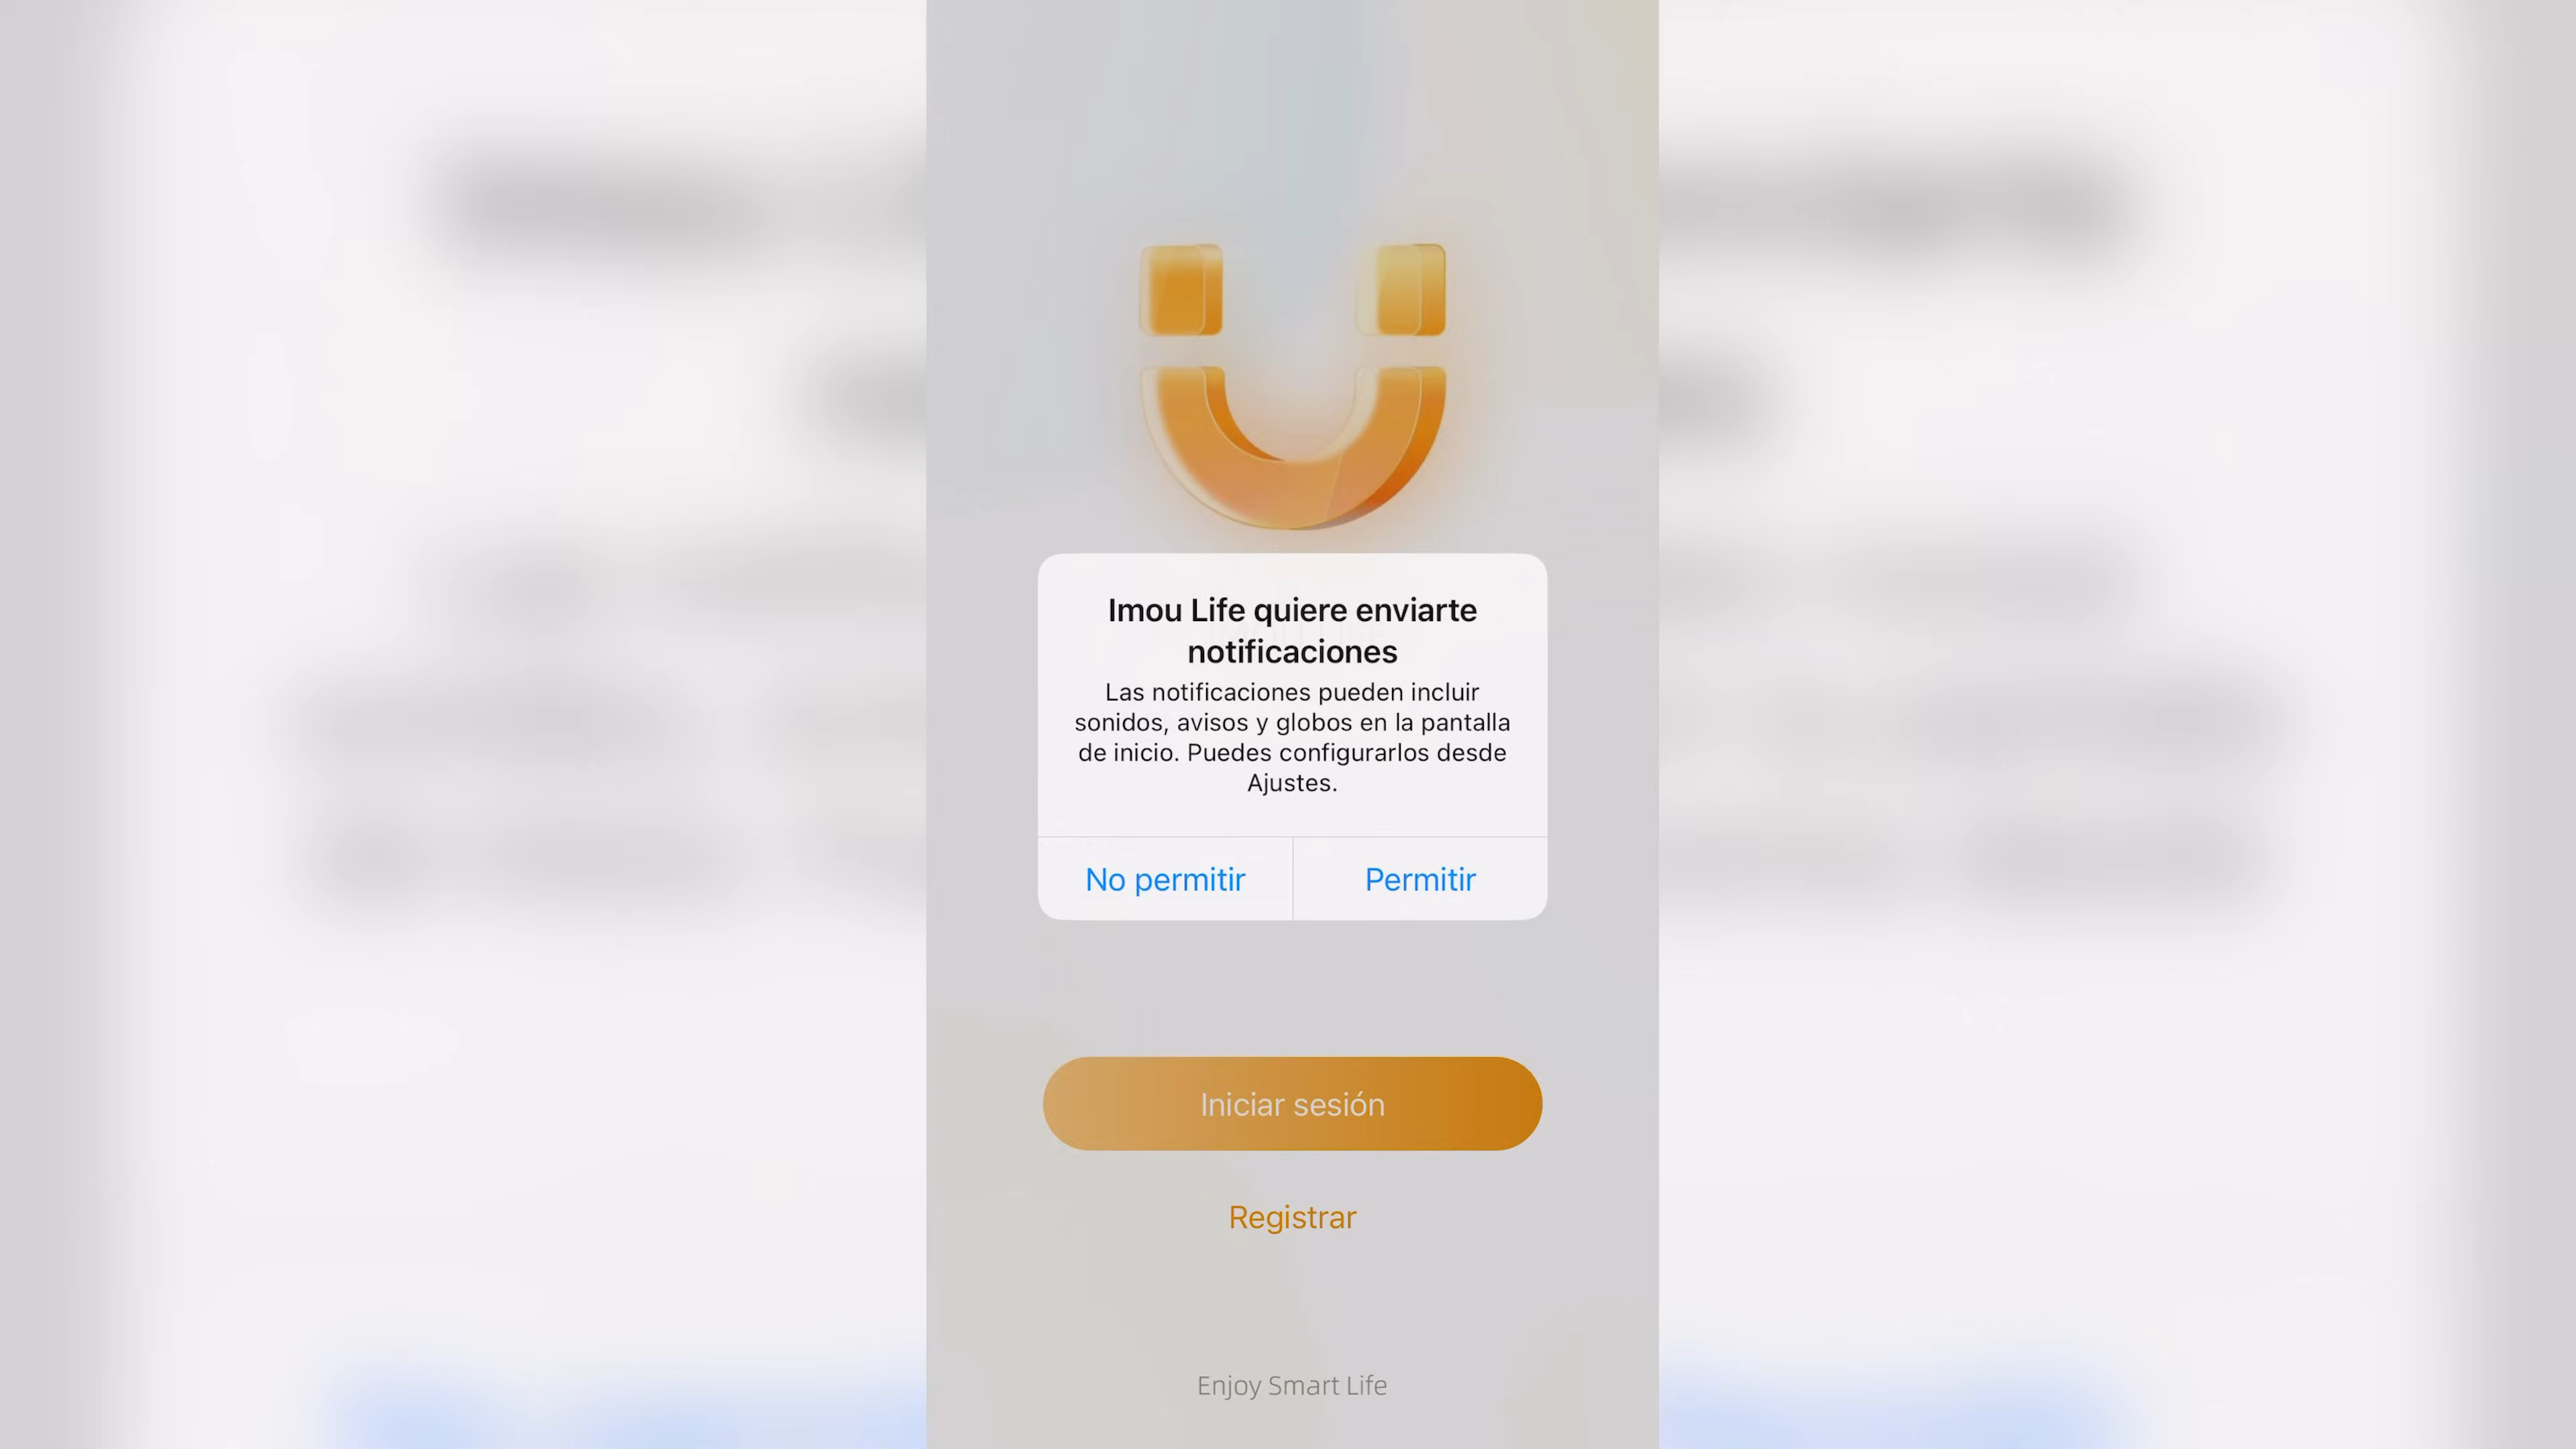 Imou Life quiere enviarte
notificaciones
Las notificaciones pueden incluir
sonidos, avisos y globos en la pantalla
de inicio. Puedes configurarlos desde
Ajustes.
No permitir
Permitir
Iniciar sesión
Registrar
Enjoy Smart Life